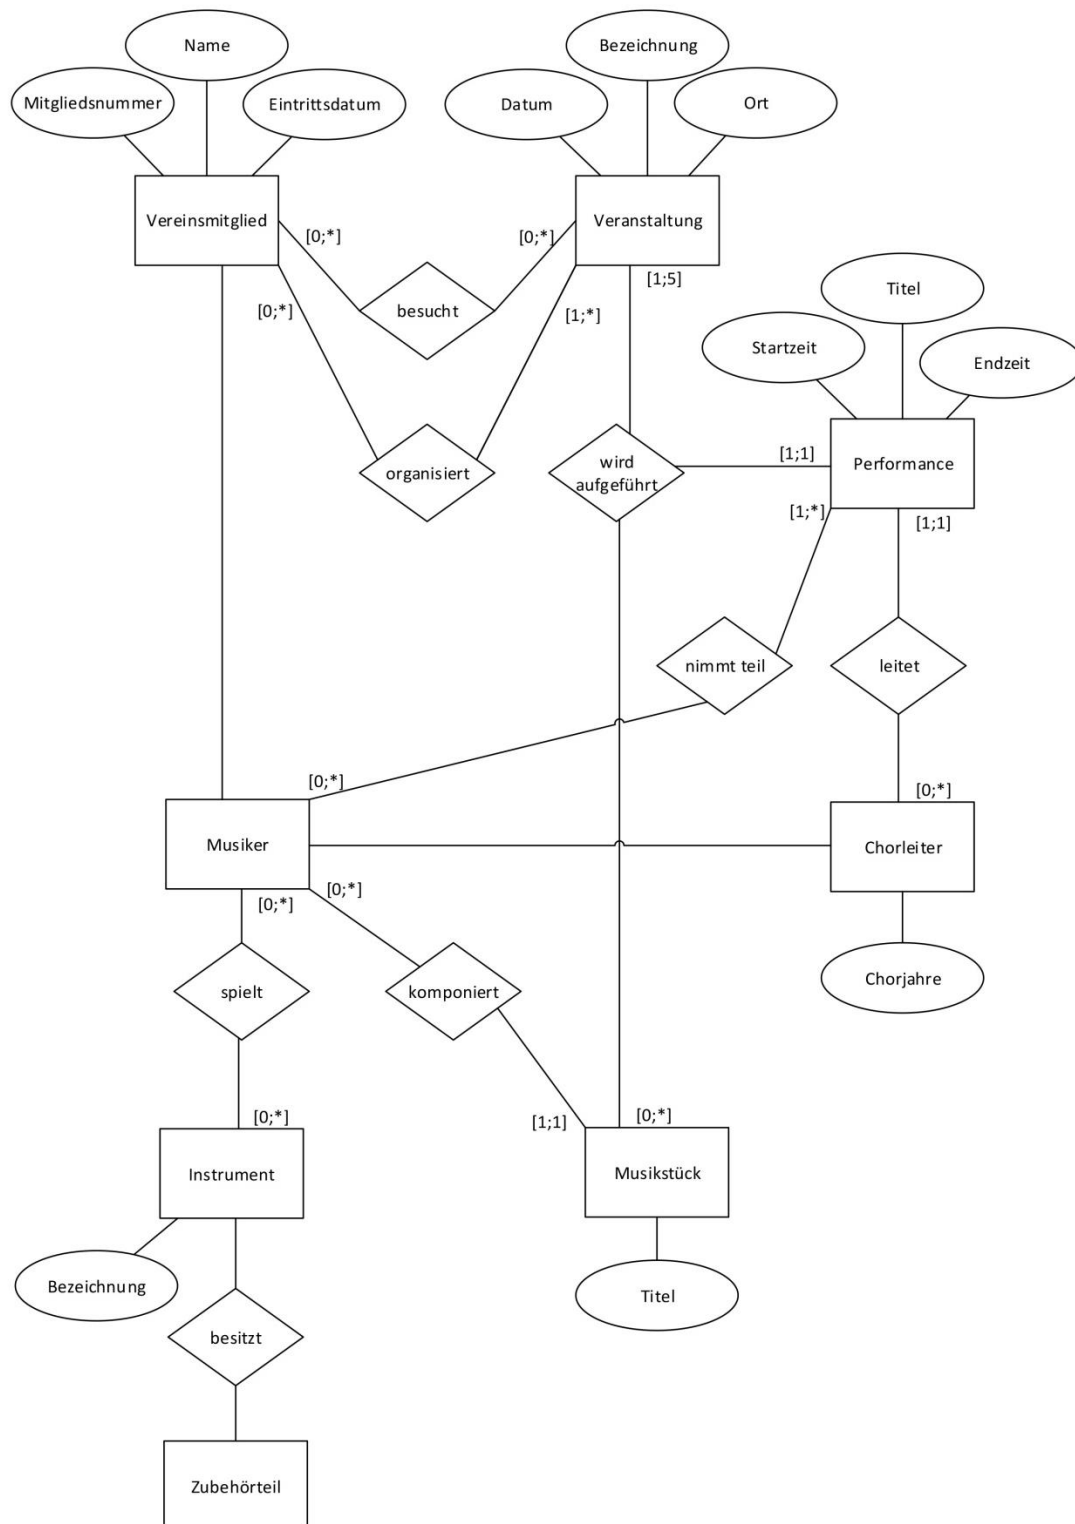 Name
Bezeichnung
Mitgliedsnummer
Eintrittsdatum
Datum
Ort
Vereinsmitglied
Veranstaltung
[0;*]
[0;*]
[1;5]
[0;*]
besucht
[1;*]
Titel
Startzeit
Endzeit
organisiert
wird
aufgeführt
[1;1]
Performance
[1;*]
[1;1]
nimmt teil
leitet
[0;*]
[0;*]
Musiker
Chorleiter
[0;*]
[0;*]
spielt
komponiert
Chorjahre
[0;*]
[1;1]
[0;*]
Instrument
Musikstück
Bezeichnung
Titel
besitzt
Zubehörteil